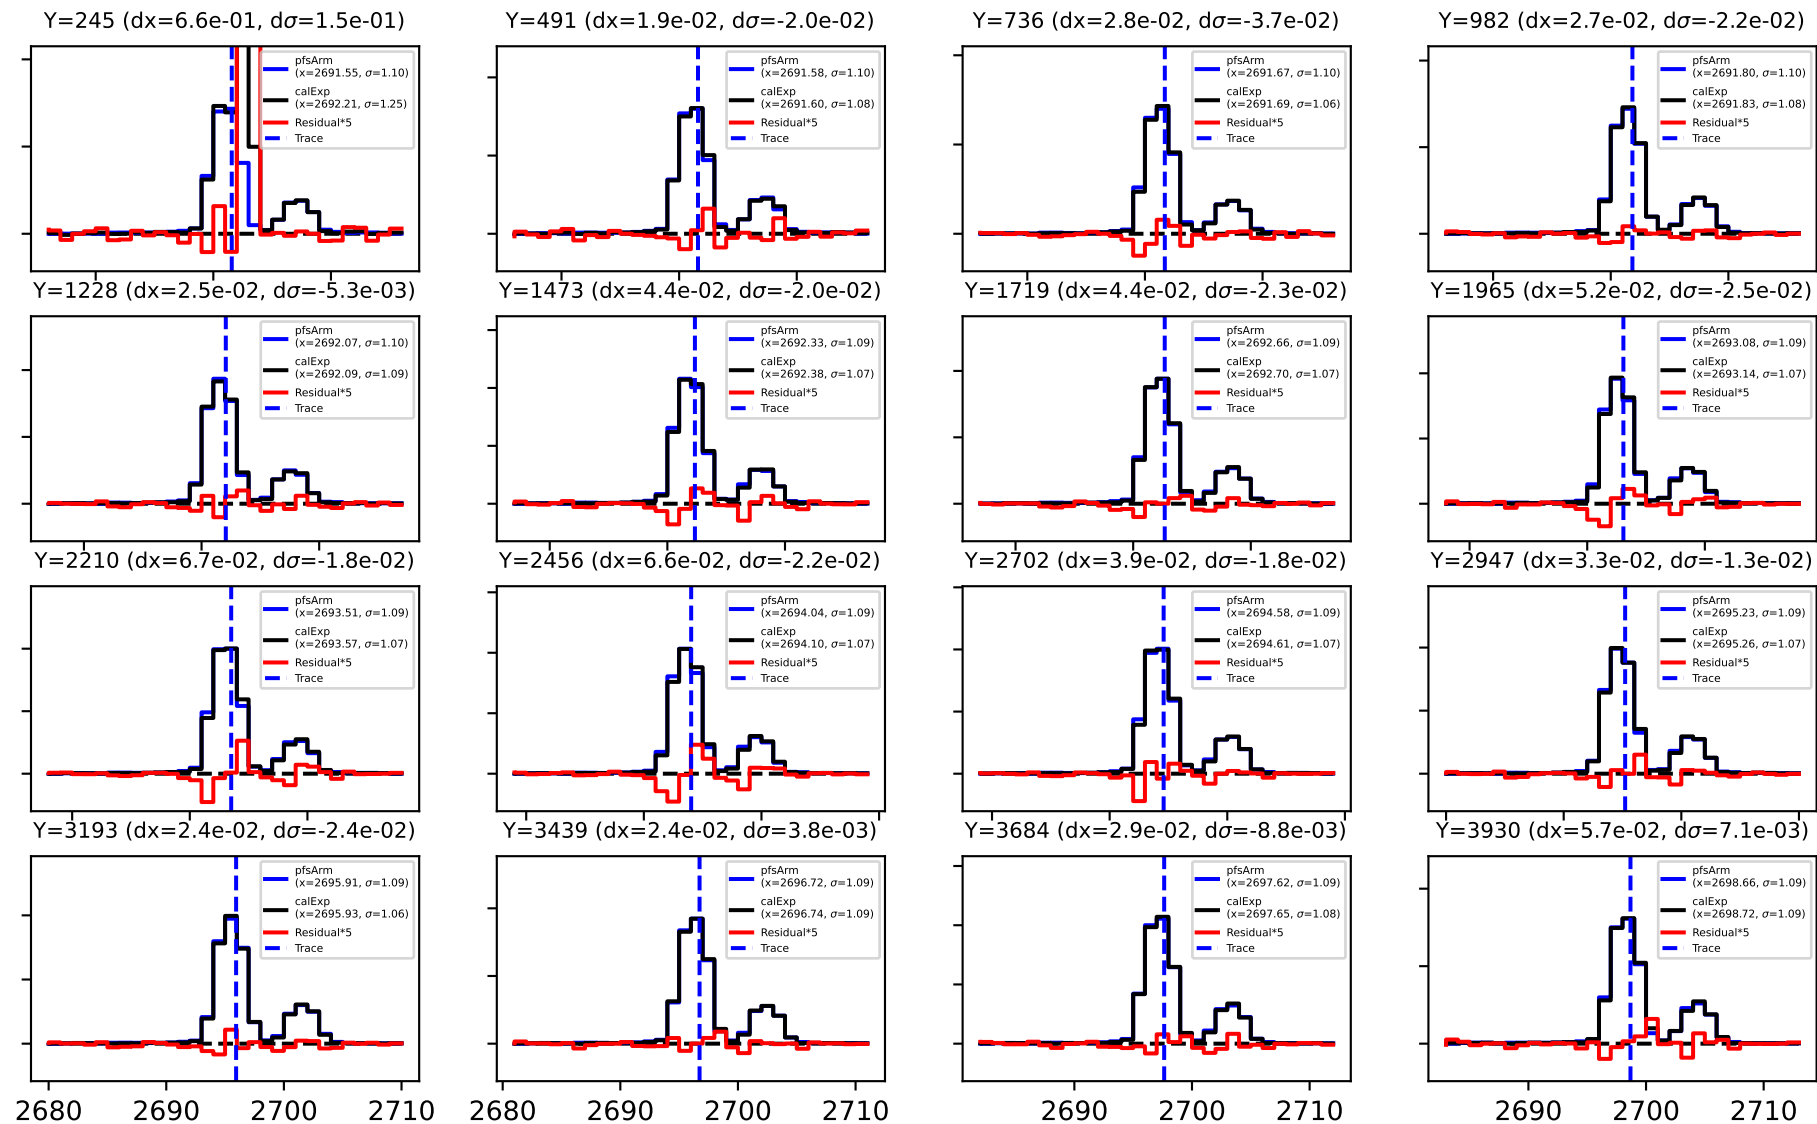 Y=245 (dx=6.6e-01, dσ=1.5e-01)
pfsArm
(x=2691.55, σ=1.10)
calExp
(x=2692.21, σ=1.25)
Residual*5
Trace
Y=491 (dx=1.9e-02, dσ=-2.0e-02)
pfsArm
(x=2691.58, σ=1.10)
calExp
(x=2691.60, σ=1.08)
Residual*5
Trace
Y=736 (dx=2.8e-02, dσ=-3.7e-02)
pfsArm
(x=2691.67, σ=1.10)
calExp
(x=2691.69, σ=1.06)
Residual*5
Trace
Y=982 (dx=2.7e-02, dσ=-2.2e-02)
pfsArm
(x=2691.80, σ=1.10)
calExp
(x=2691.83, σ=1.08)
Residual*5
Trace
Y=1228 (dx=2.5e-02, dσ=-5.3e-03)
pfsArm
(x=2692.07, σ=1.10)
calExp
(x=2692.09, σ=1.09)
Residual*5
Trace
Y=1473 (dx=4.4e-02, dσ=-2.0e-02)
pfsArm
(x=2692.33, σ=1.09)
calExp
(x=2692.38, σ=1.07)
Residual*5
Trace
Y=1719 (dx=4.4e-02, dσ=-2.3e-02)
pfsArm
(x=2692.66, σ=1.09)
calExp
(x=2692.70, σ=1.07)
Residual*5
Trace
Y=1965 (dx=5.2e-02, dσ=-2.5e-02)
pfsArm
(x=2693.08, σ=1.09)
calExp
(x=2693.14, σ=1.07)
Residual*5
Trace
Y=2210 (dx=6.7e-02, dσ=-1.8e-02)
pfsArm
(x=2693.51, σ=1.09)
calExp
(x=2693.57, σ=1.07)
Residual*5
Trace
Y=2456 (dx=6.6e-02, dσ=-2.2e-02)
pfsArm
(x=2694.04, σ=1.09)
calExp
(x=2694.10, σ=1.07)
Residual*5
Trace
Y=2702 (dx=3.9e-02, dσ=-1.8e-02)
pfsArm
(x=2694.58, σ=1.09)
calExp
(x=2694.61, σ=1.07)
Residual*5
Trace
Y=2947 (dx=3.3e-02, dσ=-1.3e-02)
pfsArm
(x=2695.23, σ=1.09)
calExp
(x=2695.26, σ=1.07)
Residual*5
Trace
Y=3193 (dx=2.4e-02, dσ=-2.4e-02)
pfsArm
(x=2695.91, σ=1.09)
calExp
(x=2695.93, σ=1.06)
Residual*5
Trace
Y=3439 (dx=2.4e-02, dσ=3.8e-03)
pfsArm
(x=2696.72, σ=1.09)
calExp
(x=2696.74, σ=1.09)
Residual*5
Trace
Y=3684 (dx=2.9e-02, dσ=-8.8e-03)
pfsArm
(x=2697.62, σ=1.09)
calExp
(x=2697.65, σ=1.08)
Residual*5
Trace
Y=3930 (dx=5.7e-02, dσ=7.1e-03)
pfsArm
(x=2698.66, σ=1.09)
calExp
(x=2698.72, σ=1.09)
Residual*5
Trace
2680 2690 2700 2710
2680 2690 2700
2690 2700 2710
2690 2700 2710